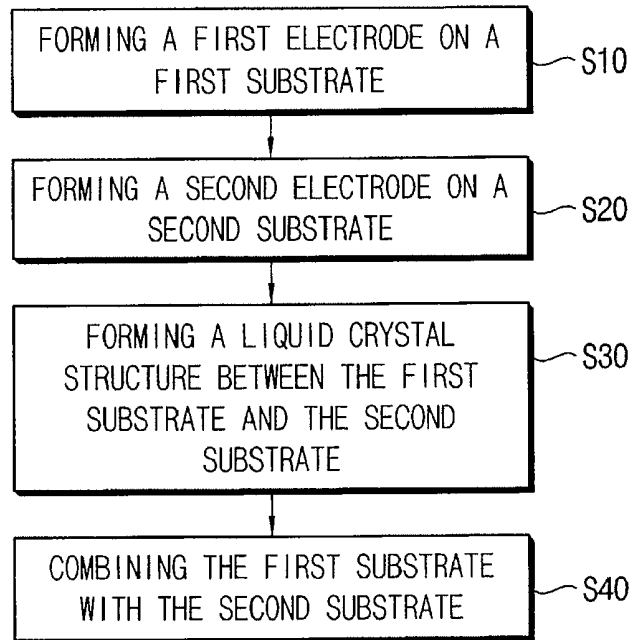 FORMING A FIRST ELECTRODE ON A
FIRST SUBSTRATE
S10
FORMING A SECOND ELECTRODE ON A
SECOND SUBSTRATE
S20
FORMING A LIQUID CRYSTAL
STRUCTURE BETWEEN THE FIRST
SUBSTRATE AND THE SECOND
SUBSTRATE
S30
COMBINING THE FIRST SUBSTRATE
WITH THE SECOND SUBSTRATE
S40